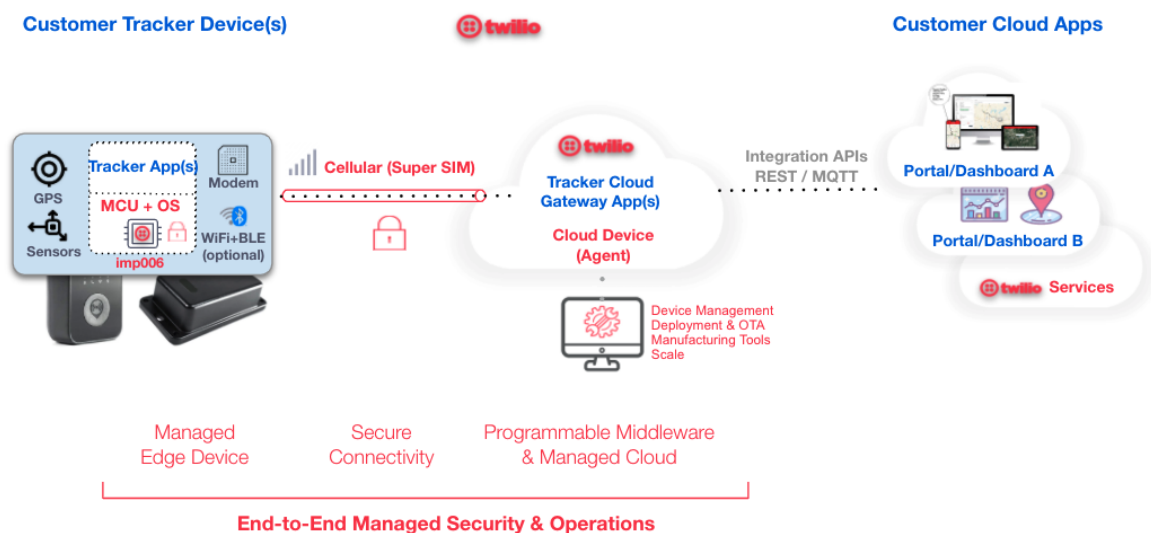 Customer Tracker Device(s)
twilio
Customer Cloud Apps
GPS
Sensors
Tracker App(s)
MCU + OS
imp006
Modem
WiFi+BLE
(optional)
Cellular (Super SIM)
twilio
Tracker Cloud
Gateway App(s)
Cloud Device
(Agent)
Integration APIs
REST / MQTT
Portal/Dashboard A
Portal/Dashboard B
twilio Services
Device Management
Deployment & OTA
Manufacturing Tools
Scale
Managed
Edge Device
Secure
Connectivity
Programmable Middleware
& Managed Cloud
End-to-End Managed Security & Operations